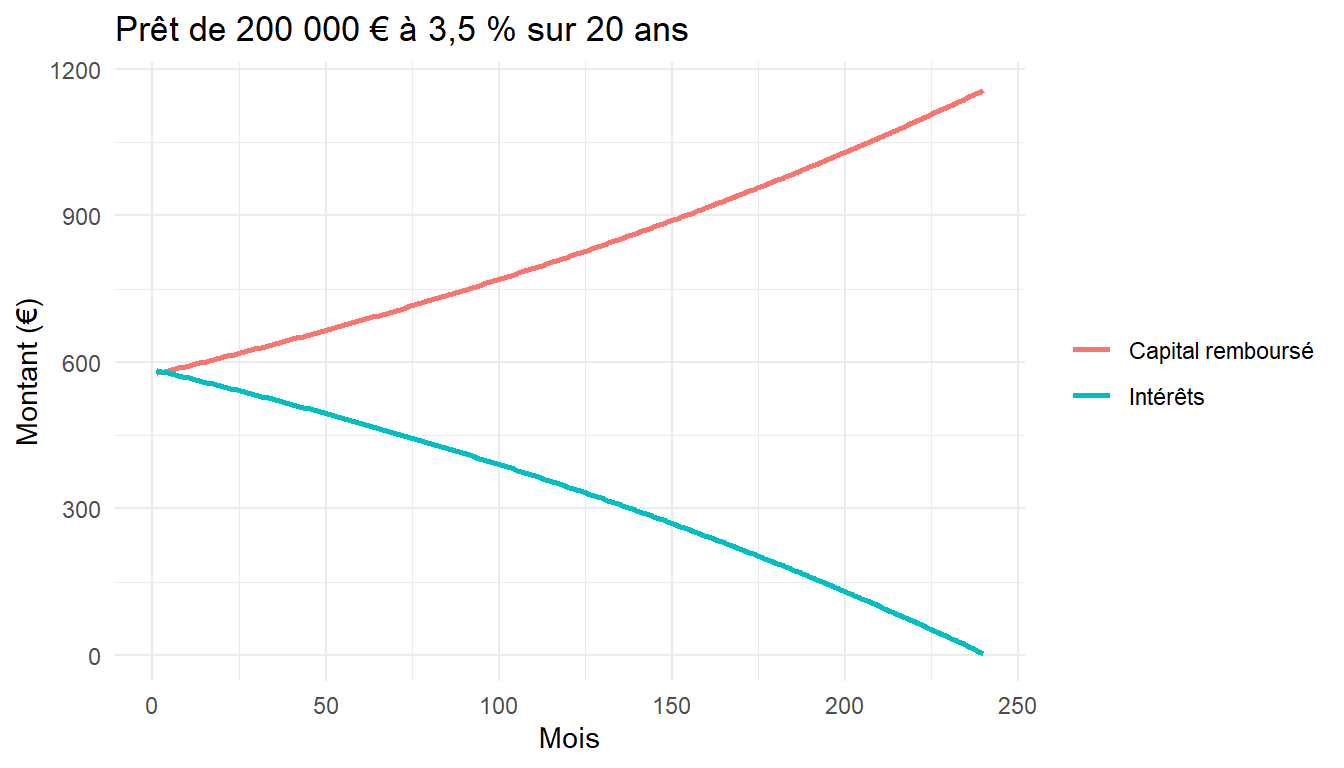 Prêt de 200 000 € à 3,5 % sur 20 ans
1200
900
600
300
0
Montant (€)
0 50 100 150 200 250
Mois
Capital remboursé
Intérêts